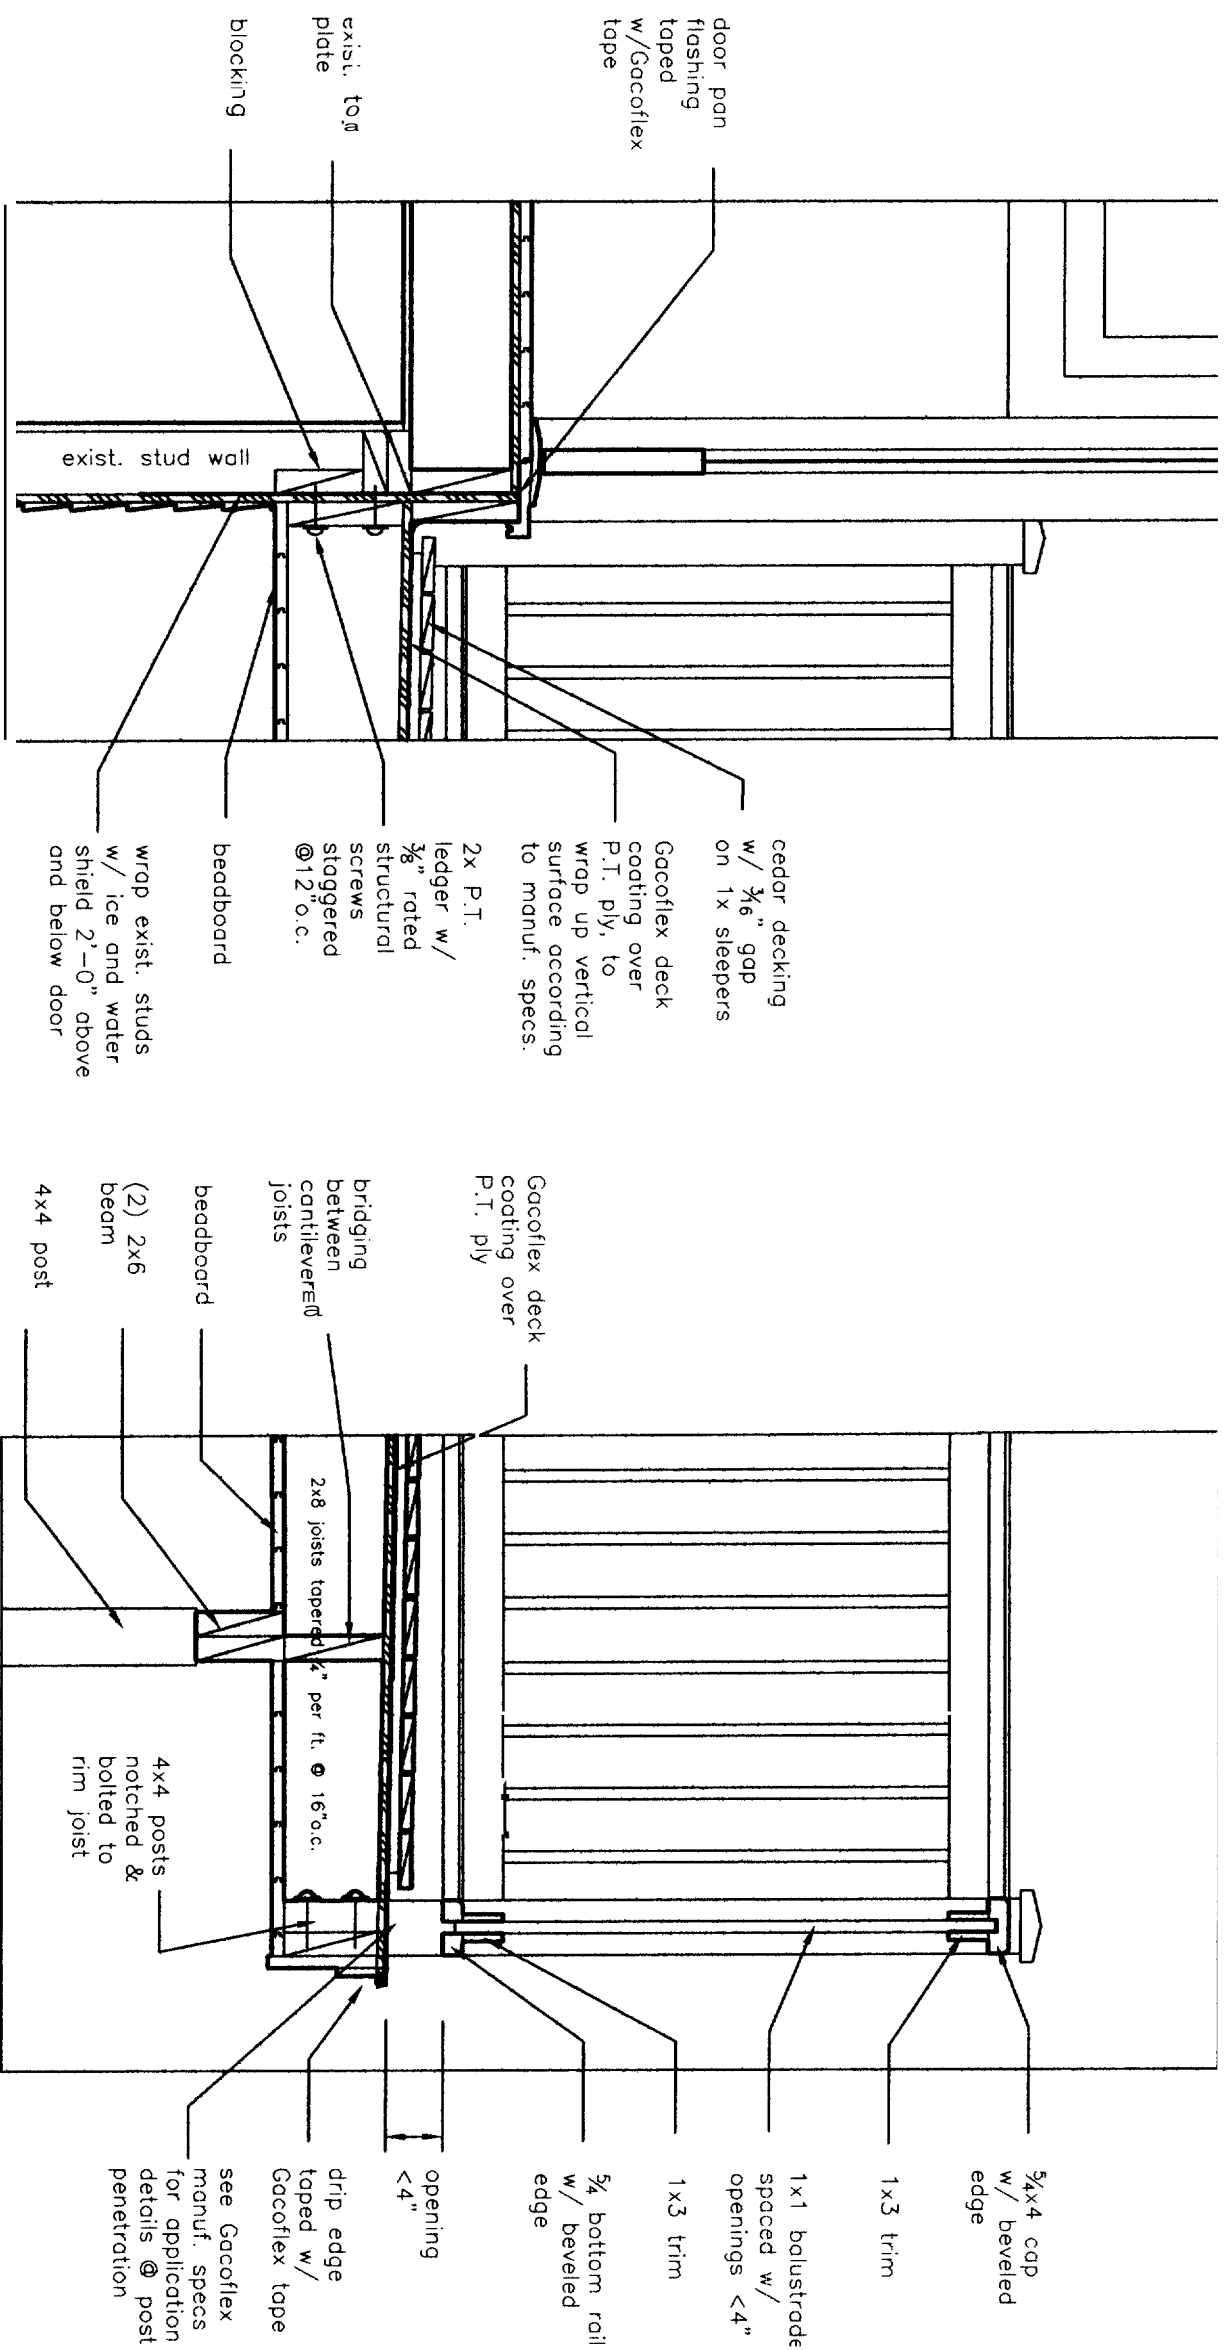 door pan
flashing
taped
w/Gacoflex
tape
exist. top
plate
blocking
exist. stud wall
cedar decking
w/ 3/16" gap
on 1x sleepers
Gacoflex deck
coating over
P.T. ply, to
wrap up vertical
surface according
to manuf. specs.
2x P.T.
ledger w/
3/8" rated
structural
screws
staggered
@12"o.c.
beadboard
wrap exist. studs
w/ ice and water
shield 2'-0" above
and below door
Gacoflex deck
coating over
P.T. ply
bridging
between
cantilevered
joists
beadboard
(2) 2x6
beam
4x4 post
2x8 joists tapered 1/4" per ft. @ 16"o.c.
4x4 posts
notched &
bolted to
rim joist
5/4x4 cap
w/ beveled
edge
1x3 trim
1x1 balustrade
spaced w/
openings <4"
1x3 trim
5/4 bottom rail
w/ beveled
edge
opening
<4"
drip edge
taped w/
Gacoflex tape
see Gacoflex
manuf. specs
for application
details @ post
penetration